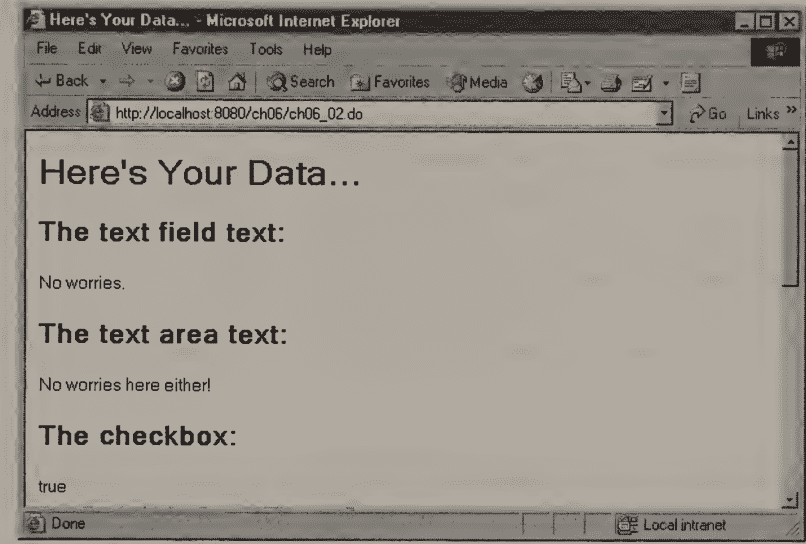 Here's Your Data... - Microsoft Internet Explorer
File Edit View Favorites Tools Help
Back Search Favorites Media
Address http://localhost:8080/ch06/ch06_02.do Go Links »
Here's Your Data...
The text field text:
No worries.
The text area text:
No worries here either!
The checkbox:
true
Done Local intranet